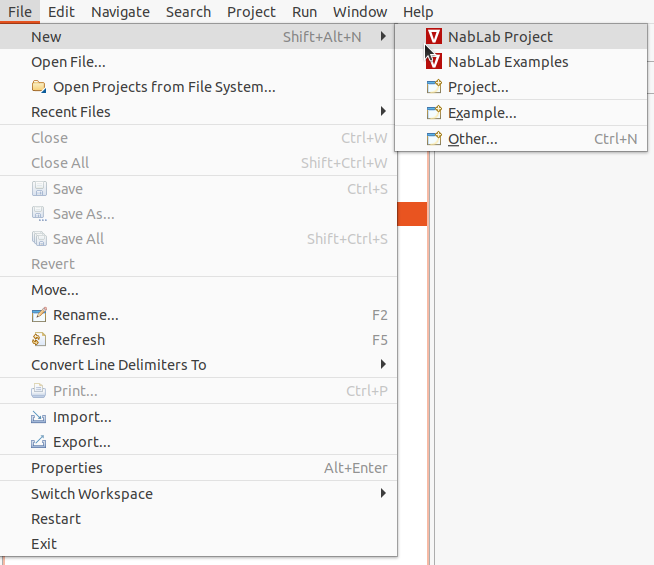 File Edit Navigate Search Project Run Window Help
New Shift+Alt+N
Open File...
Open Projects from File System...
Recent Files
Close Ctrl+W
Close All Shift+Ctrl+W
Save Ctrl+S
Save As...
Save All Shift+Ctrl+S
Revert
Move...
Rename... F2
Refresh F5
Convert Line Delimiters To
Print... Ctrl+P
Import...
Export...
Properties Alt+Enter
Switch Workspace
Restart
Exit
NabLab Project
NabLab Examples
Project...
Example...
Other... Ctrl+N